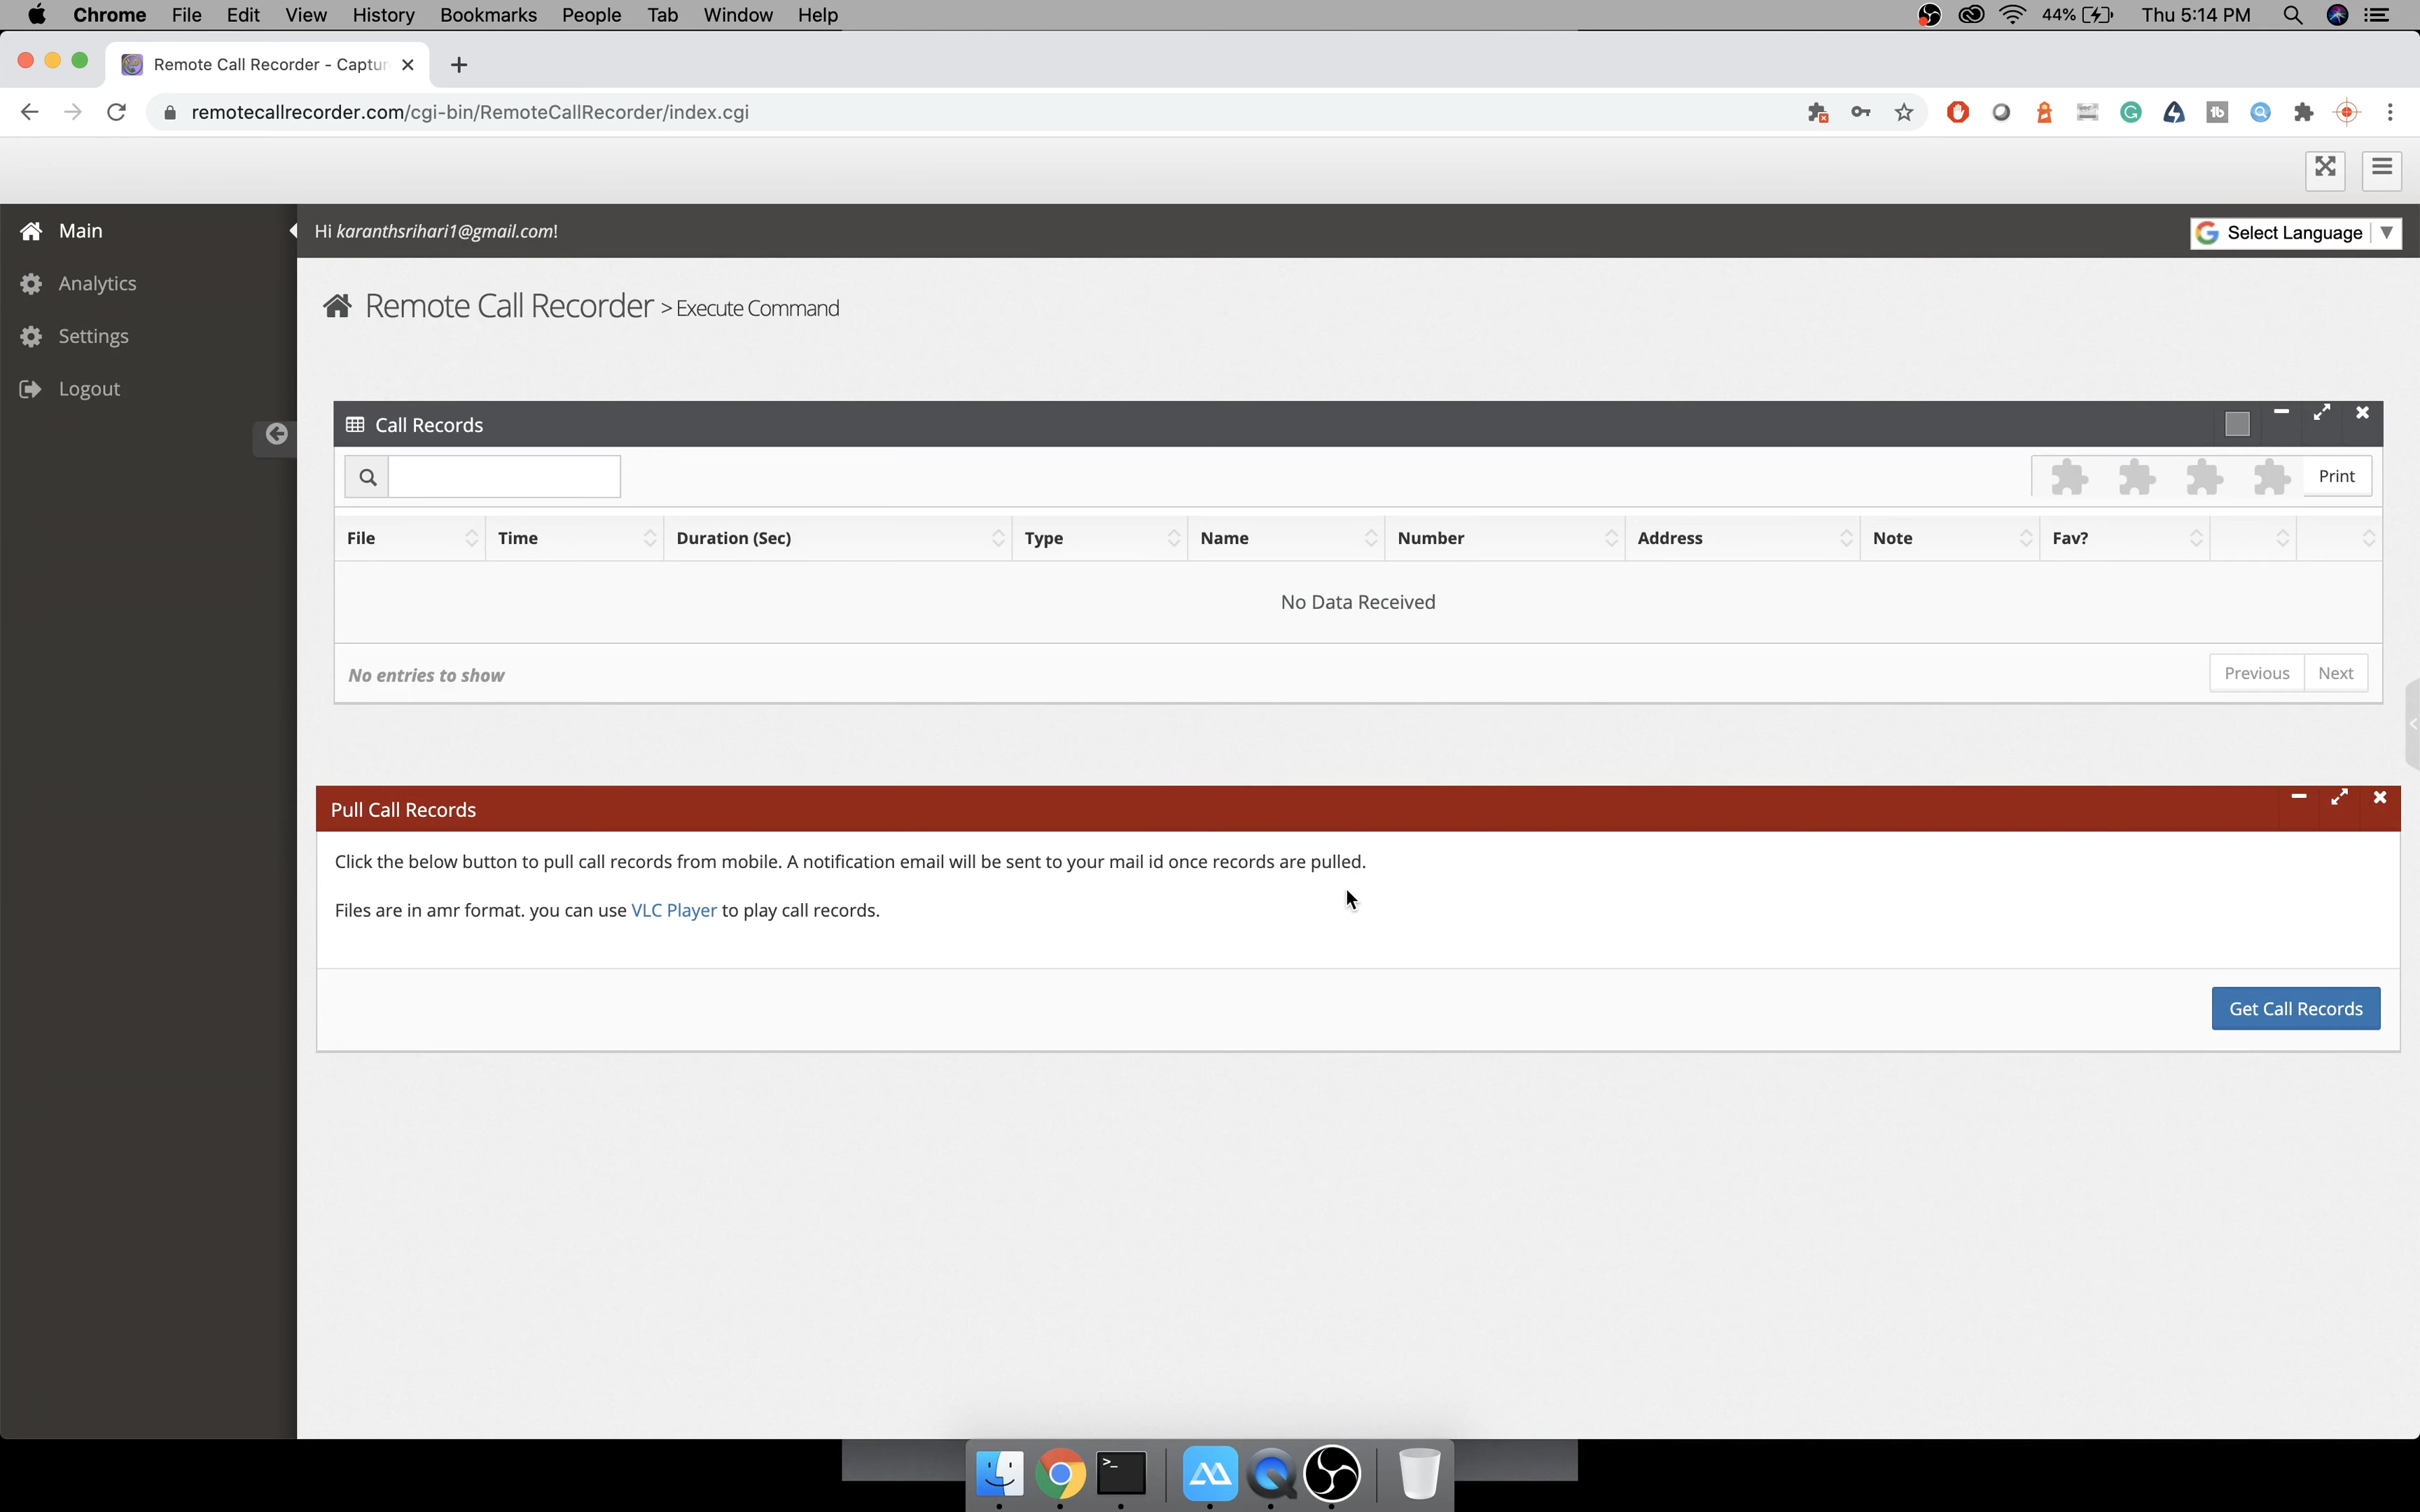 Chrome File Edit View History Bookmarks People Tab Window Help 44% Thu 5:14 PM
Remote Call Recorder - Captur
remotecallrecorder.com/cgi-bin/RemoteCallRecorder/index.cgi
Main
Hi karanthsrihari1@gmail.com!
Select Language
Analytics
Settings
Logout
Remote Call Recorder > Execute Command
Call Records
Print
File Time Duration (Sec) Type Name Number Address Note Fav?
No Data Received
No entries to show
Previous Next
Pull Call Records
Click the below button to pull call records from mobile. A notification email will be sent to your mail id once records are pulled.
Files are in amr format. you can use VLC Player to play call records.
Get Call Records